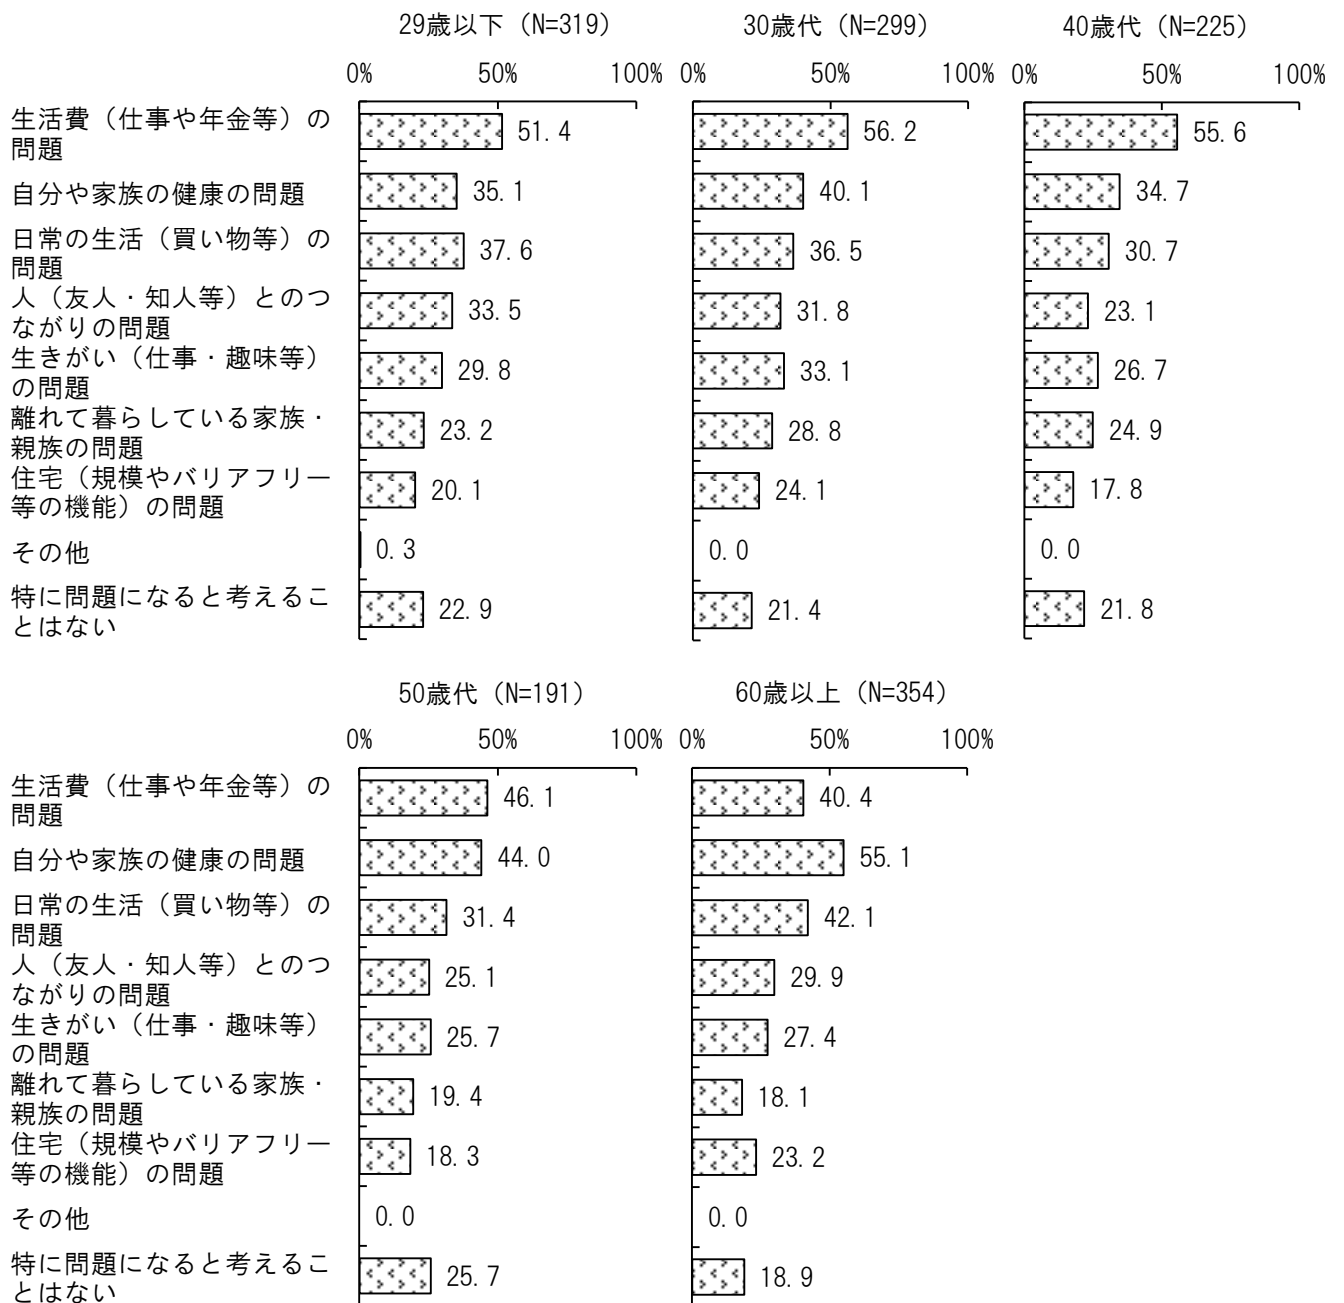 29歳以下（N=319）　30歳代（N=299）　40歳代（N=225）
0%　50%　100%　0%　50%　100%　0%　50%　100%
生活費（仕事や年金等）の
問題
51.4　56.2　55.6
自分や家族の健康の問題　35.1　40.1　34.7
日常の生活（買い物等）の
問題
37.6　36.5　30.7
人（友人・知人等）とのつ
ながりの問題
33.5　31.8　23.1
生きがい（仕事・趣味等）
の問題
29.8　33.1　26.7
離れて暮らしている家族・
親族の問題
23.2　28.8　24.9
住宅（規模やバリアフリー
等の機能）の問題
20.1　24.1　17.8
その他　0.3　0.0　0.0
特に問題になると考えるこ
とはない
22.9　21.4　21.8
50歳代（N=191）　60歳以上（N=354）
0%　50%　100%　0%　50%　100%
生活費（仕事や年金等）の
問題
46.1　40.4
自分や家族の健康の問題　44.0　55.1
日常の生活（買い物等）の
問題
31.4　42.1
人（友人・知人等）とのつ
ながりの問題
25.1　29.9
生きがい（仕事・趣味等）
の問題
25.7　27.4
離れて暮らしている家族・
親族の問題
19.4　18.1
住宅（規模やバリアフリー
等の機能）の問題
18.3　23.2
その他　0.0　0.0
特に問題になると考えるこ
とはない
25.7　18.9